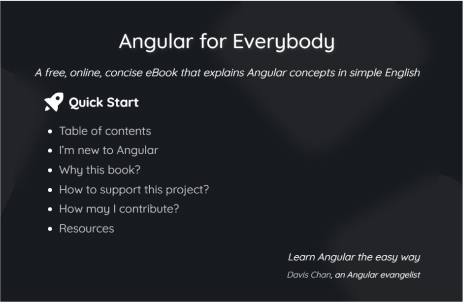 Angular for Everybody
A free, online, concise eBook that explains Angular concepts in simple English
Quick Start
Table of contents
I'm new to Angular
Why this book?
How to support this project?
How may I contribute?
Resources
Learn Angular the easy way
Davis Chan, an Angular evangelist